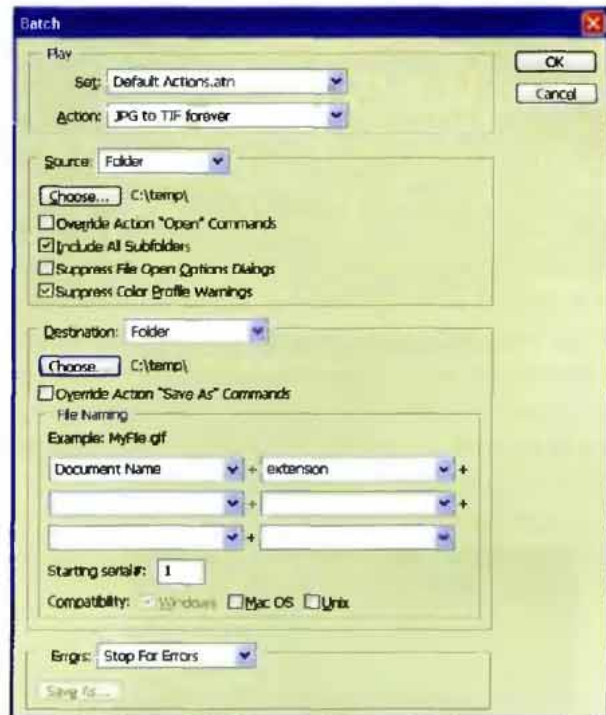 Batch
Play
Set: Default Actions.atn
OK
Action: JPG to TIF forever
Cancel
Source: Folder
Choose... C:\temp\
Override Action "Open" Commands
Include All Subfolders
Suppress File Open Options Dialogs
Suppress Color Profile Warnings
Destination: Folder
Choose... C:\temp\
Override Action "Save As" Commands
File Naming
Example: MyFile.gif
Document Name + extension +
+ +
+
Starting serial#: 1
Compatibility: Windows Mac OS Unix
Errors: Stop For Errors
Save As...